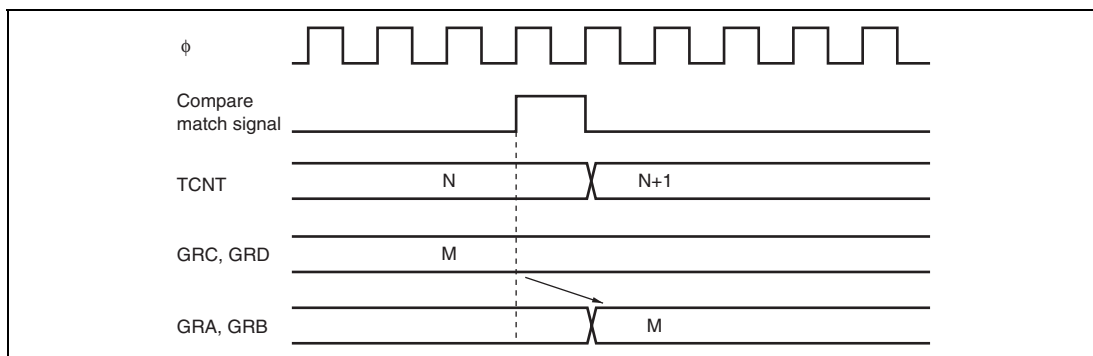 ϕ
Compare
match signal
TCNT
N
N+1
GRC, GRD
M
GRA, GRB
M